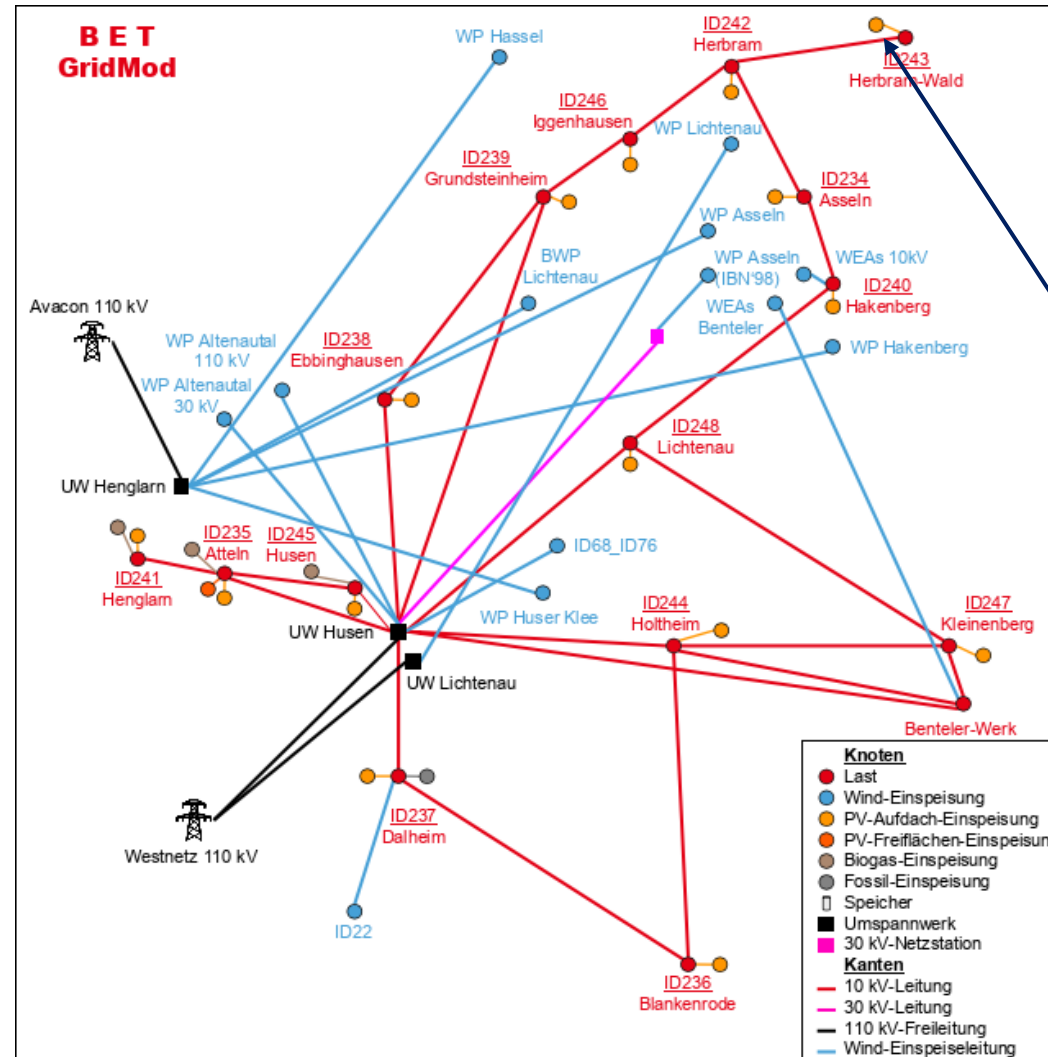 B E T
GridMod
WP Hassel
ID242
Herbram
ID243
Herbram-Wald
ID246
Iggenhausen
WP Lichtenau
ID239
Grundsteinheim
ID234
Asseln
WP Asseln
BWP
Lichtenau
WP Asseln
(IBN'98)
WEAs 10kV
ID240
Hakenberg
WEAs
Benteler
Avacon 110 kV
WP Altenautal
110 kV
WP Altenautal
30 kV
ID238
Ebbinghausen
WP Hakenberg
ID248
Lichtenau
UW Henglarn
ID235
Atteln
ID245
Husen
ID68_ID76
ID241
Henglarn
WP Huser Klee
ID244
Holtheim
ID247
Kleinenberg
UW Husen
UW Lichtenau
Benteler-Werk
ID237
Dalheim
Westnetz 110 kV
ID22
ID236
Blankenrode
Knoten
Last
Wind-Einspeisung
PV-Aufdach-Einspeisung
PV-Freiflächen-Einspeisun
Biogas-Einspeisung
Fossil-Einspeisung
Speicher
Umspannwerk
30 kV-Netzstation
Kanten
10 kV-Leitung
30 kV-Leitung
110 kV-Freileitung
Wind-Einspeiseleitung